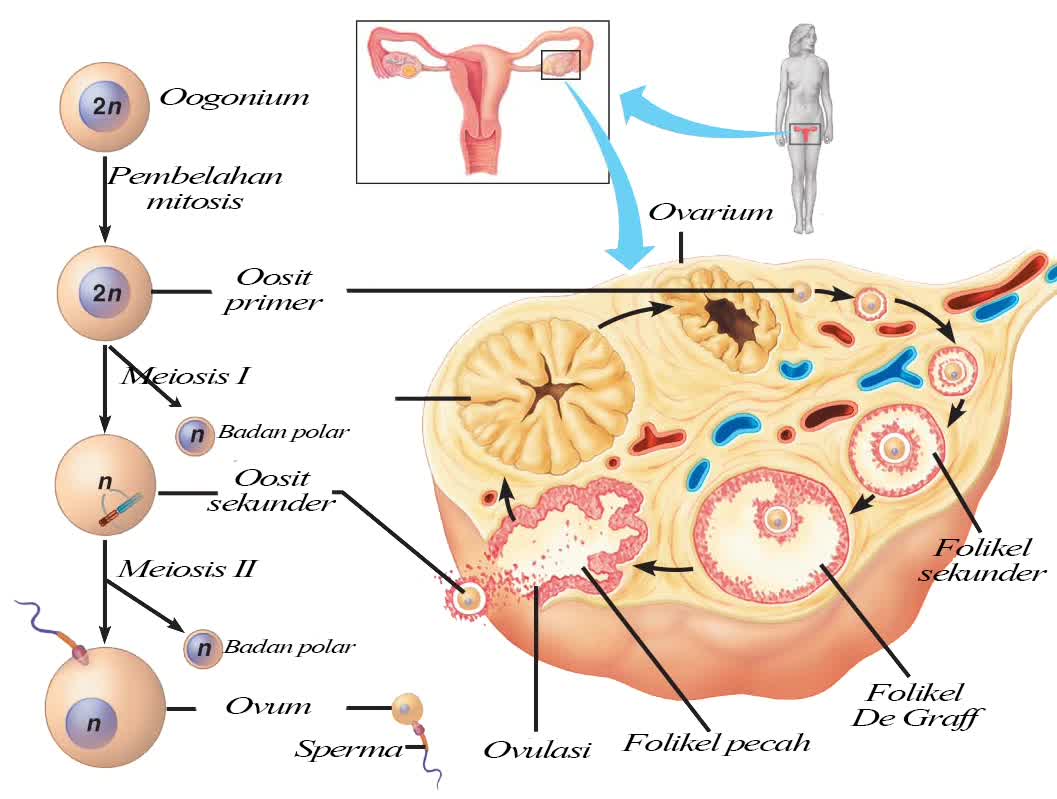 2n
Oogonium
Pembelahan
mitosis
Ovarium
2n
Oosit
primer
Meiosis I
n
Badan polar
n
Oosit
sekunder
Folikel
sekunder
Meiosis II
n
Badan polar
Folikel
De Graff
n
Ovum
Sperma
Ovulasi
Folikel pecah